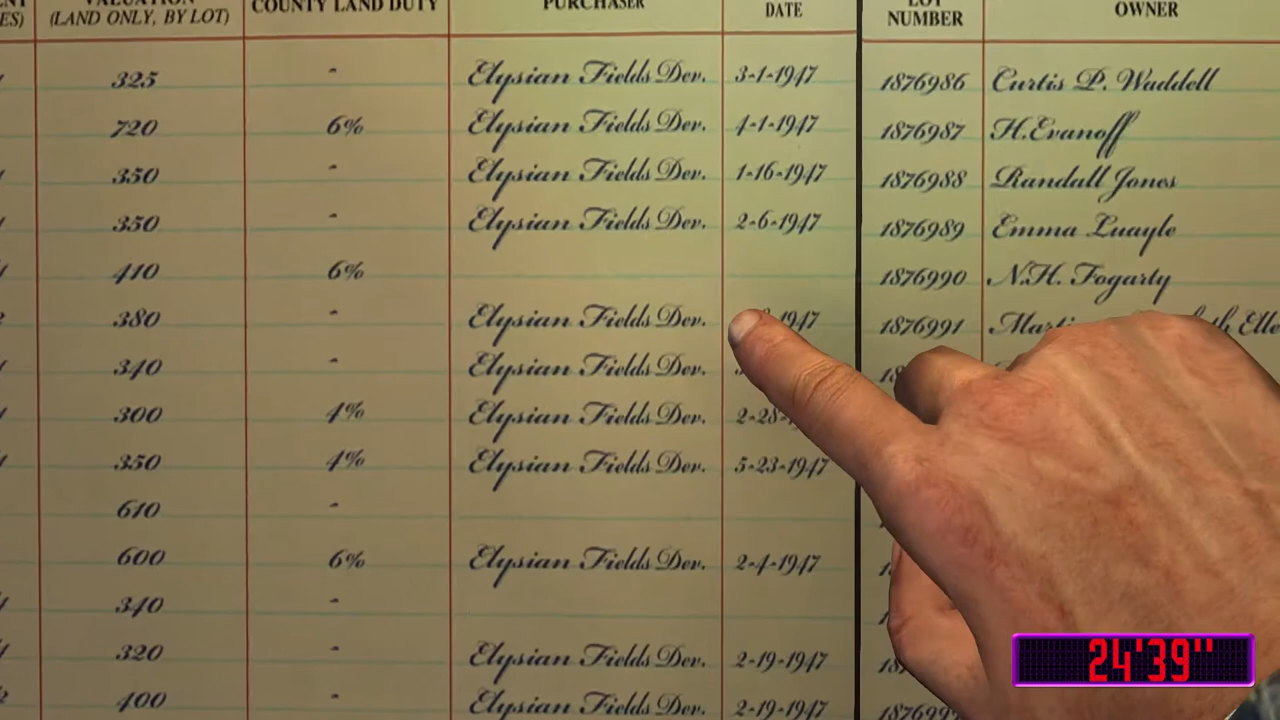 VALUATION COUNTY LAND DUTY PURCHASER DATE LOT OWNER
(LAND ONLY, BY LOT) NUMBER
325 - Elysian Fields Dev. 3-1-1947 1876986 Curtis P. Waddell
720 6% Elysian Fields Dev. 4-1-1947 1876987 H. Evanoff
350 - Elysian Fields Dev. 1-16-1947 1876988 Randall Jones
350 - Elysian Fields Dev. 2-6-1947 1876989 Emma Luayle
410 6% 1876990 N.H. Fogarty
380 - Elysian Fields Dev. 1947 1876991
340 - Elysian Fields Dev.
300 4% Elysian Fields Dev. 2-28-
350 4% Elysian Fields Dev. 5-23-1947
610 -
600 6% Elysian Fields Dev. 2-4-1947
340 -
320 - Elysian Fields Dev. 2-19-1947
400 - Elysian Fields Dev. 2-19-1947
24'39''